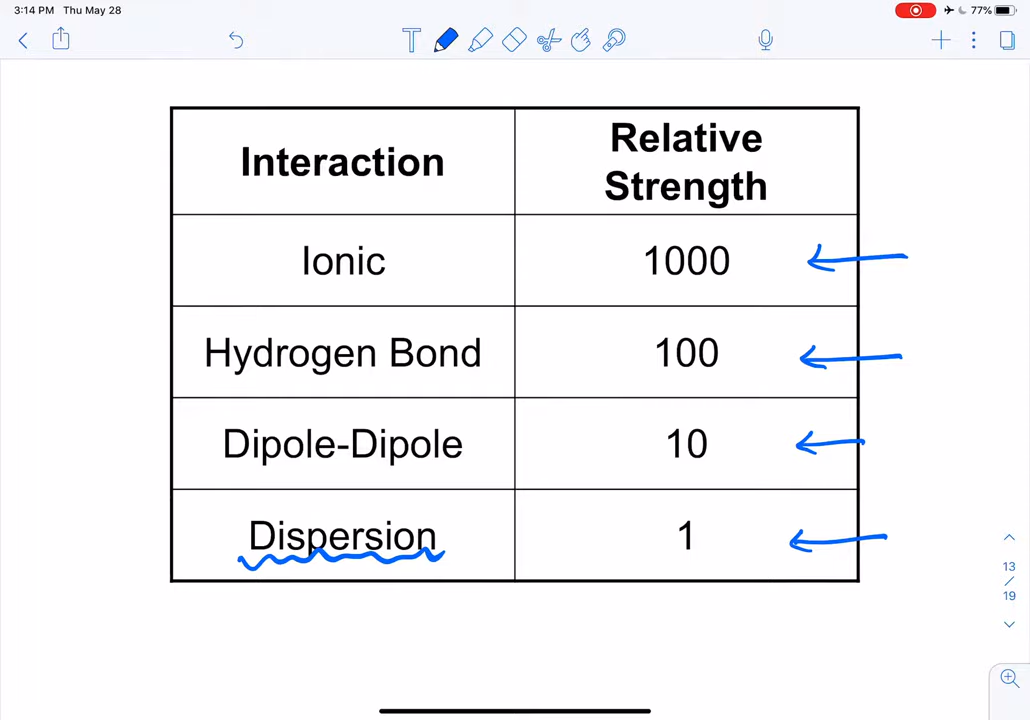 3:14 PM Thu May 28
77%
T
Interaction
Relative
Strength
Ionic
1000
Hydrogen Bond
100
Dipole-Dipole
10
Dispersion
1
13
/
19